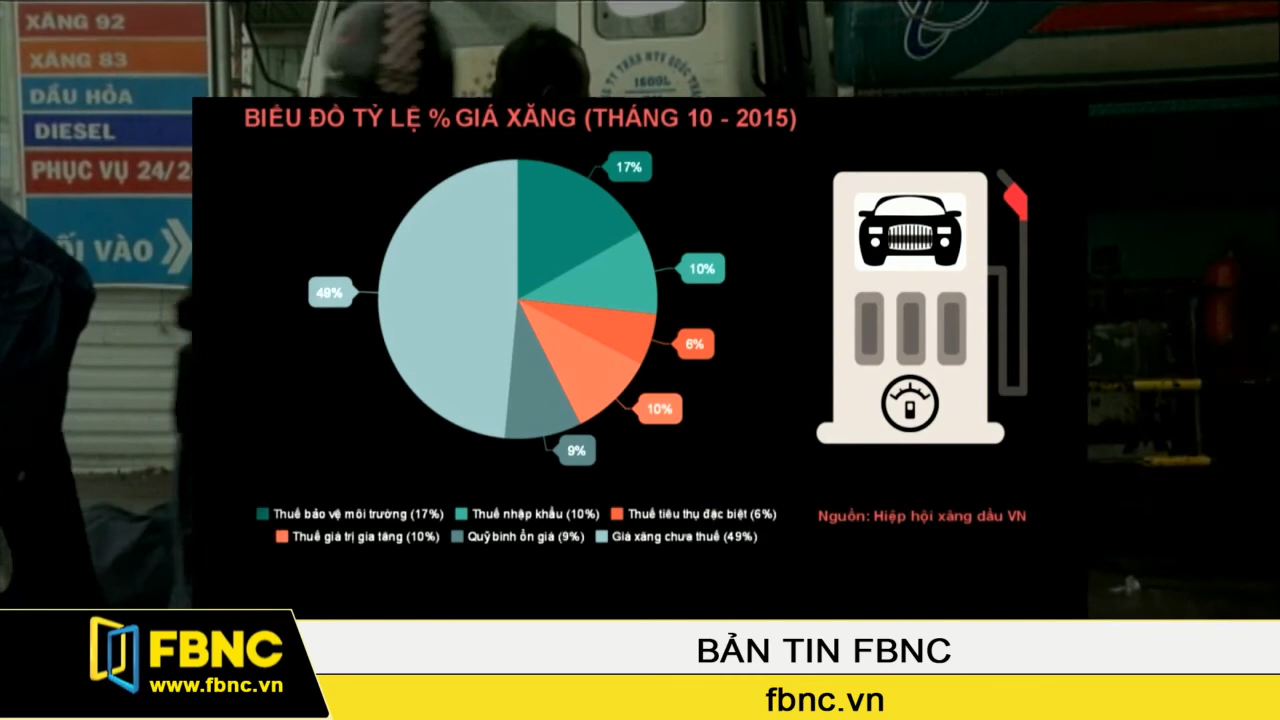 XĂNG 92
XĂNG 83
DẦU HỎA
DIESEL
PHỤC VỤ 24/2
ỐI VÀO
1600L
BIỂU ĐỒ TỶ LỆ % GIÁ XĂNG (THÁNG 10 - 2015)
17%
10%
49%
6%
10%
9%
Thuế bảo vệ môi trường (17%) Thuế nhập khẩu (10%) Thuế tiêu thụ đặc biệt (6%)
Thuế giá trị gia tăng (10%) Quỹ bình ổn giá (9%) Giá xăng chưa thuế (49%)
Nguồn: Hiệp hội xăng dầu VN
FBNC
www.fbnc.vn
BẢN TIN FBNC
fbnc.vn